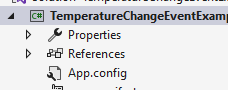 C# TemperatureChangeEventExamp
Properties
References
App.config